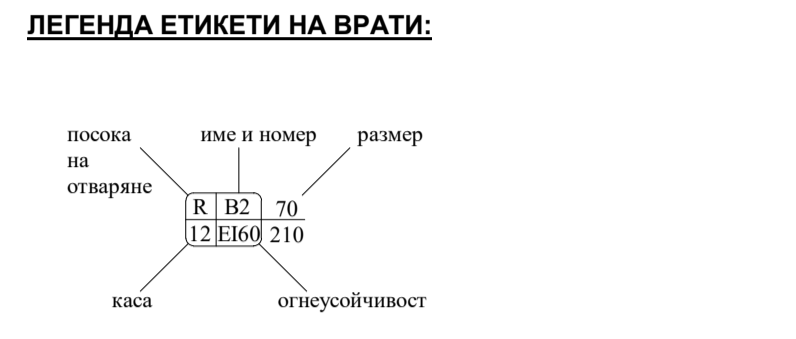 ЛЕГЕНДА ЕТИКЕТИ НА ВРАТИ:
посока
на
отваряне
име и номер
размер
R B2 70
12 EI60 210
каса
огнеусойчивост